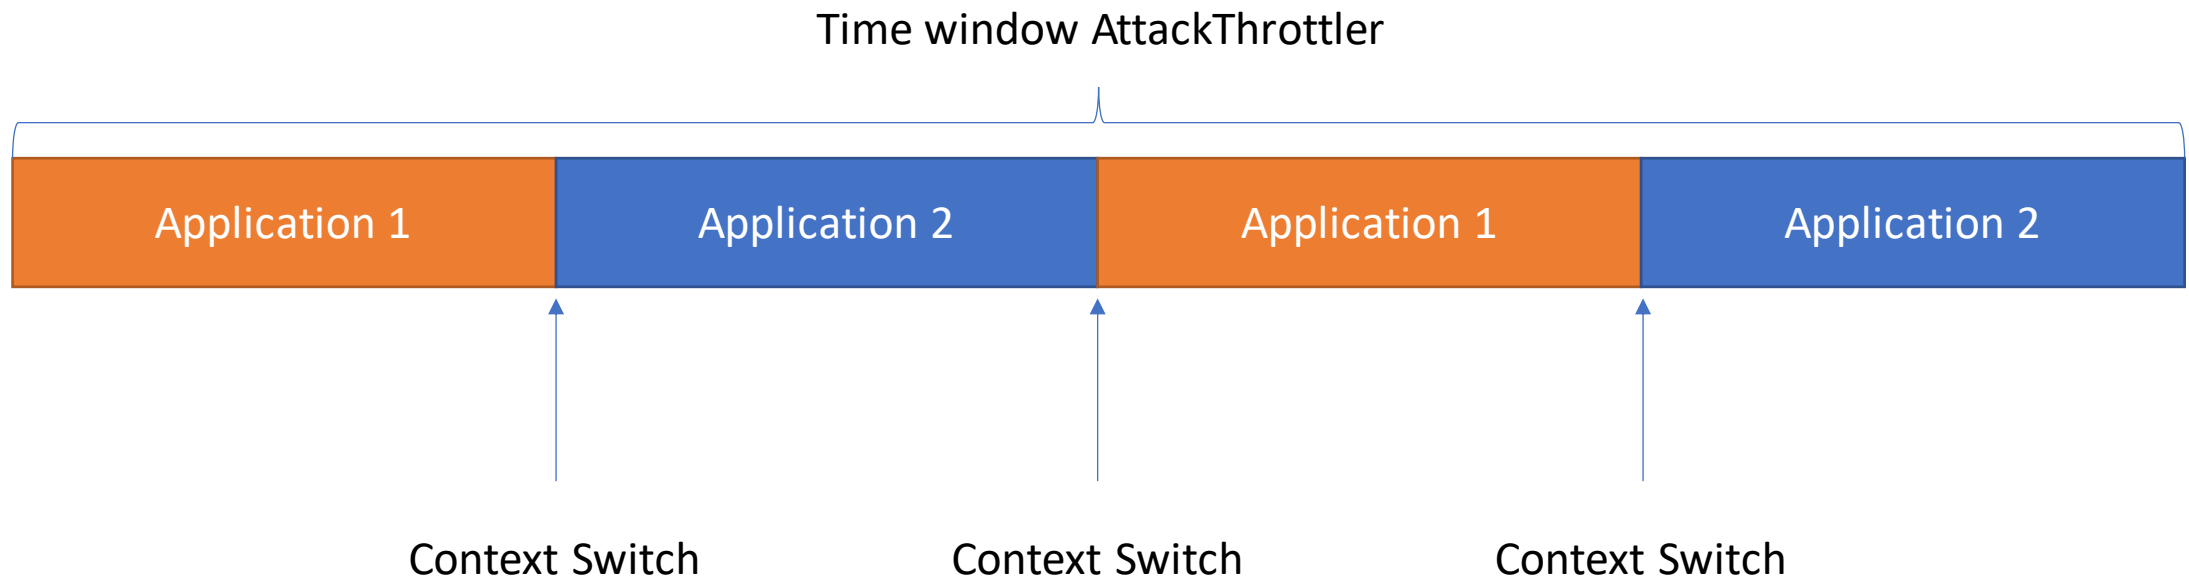 Time window AttackThrottler
Application 1
Application 2
Application 1
Application 2
Context Switch
Context Switch
Context Switch